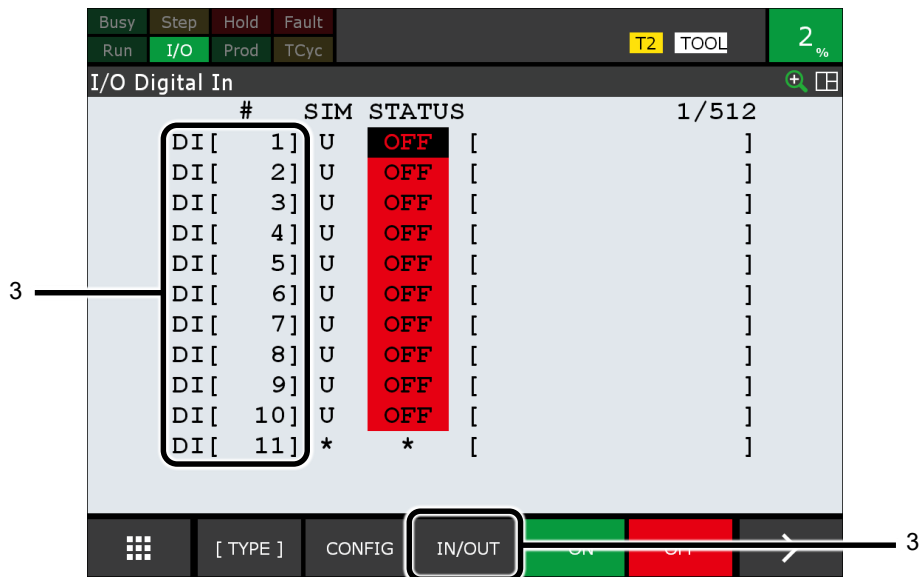 Busy Step Hold Fault
Run I/O Prod TCyc T2 TOOL 2%
I/O Digital In
# SIM STATUS 1/512
DI[ 1] U OFF [ ]
DI[ 2] U OFF [ ]
DI[ 3] U OFF [ ]
DI[ 4] U OFF [ ]
DI[ 5] U OFF [ ]
3 DI[ 6] U OFF [ ]
DI[ 7] U OFF [ ]
DI[ 8] U OFF [ ]
DI[ 9] U OFF [ ]
DI[ 10] U OFF [ ]
DI[ 11] * * [ ]
[ TYPE ] CONFIG IN/OUT ON OFF > 3